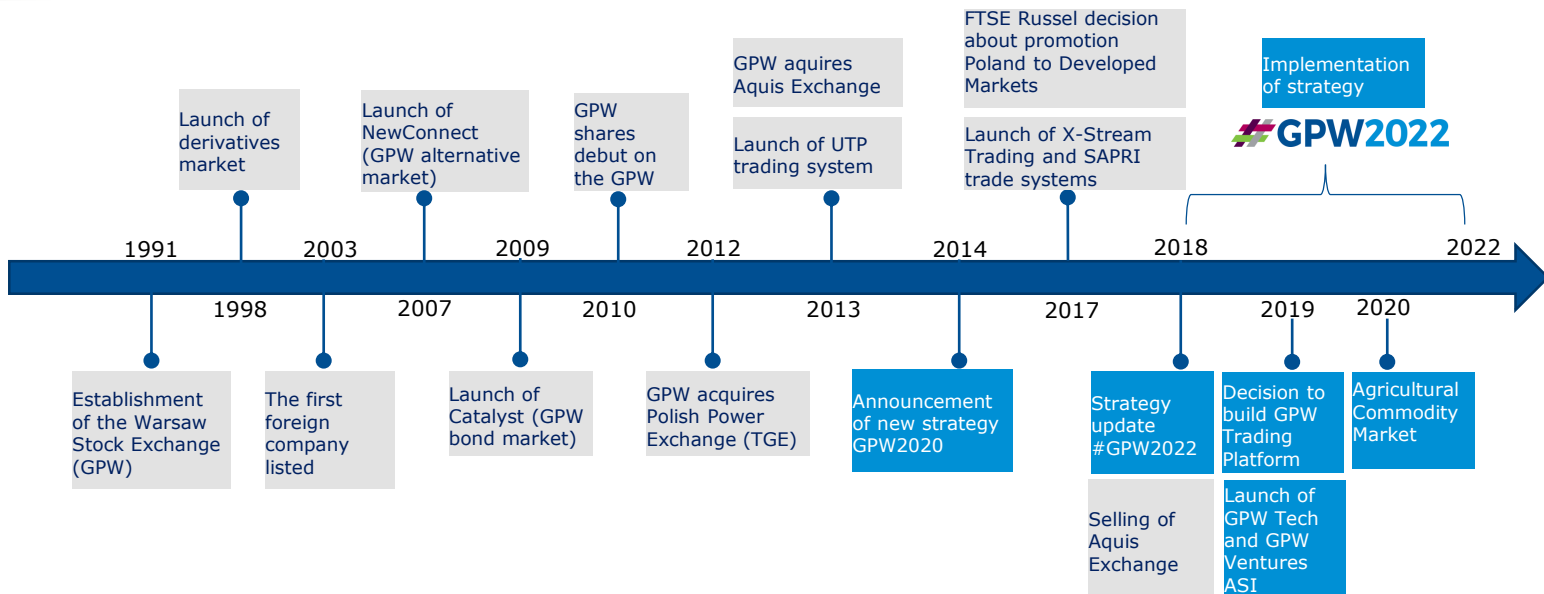 Launch of
derivatives
market
Launch of
NewConnect
(GPW alternative
market)
GPW
shares
debut on
the GPW
GPW aquires
Aquis Exchange
Launch of UTP
trading system
FTSE Russel decision
about promotion
Poland to Developed
Markets
Launch of X-Stream
Trading and SAPRI
trade systems
Implementation
of strategy
#GPW2022
1991
2003
2009
2012
2014
2018
2022
1998
2007
2010
2013
2017
2019
2020
Establishment
of the Warsaw
Stock Exchange
(GPW)
The first
foreign
company
listed
Launch of
Catalyst (GPW
bond market)
GPW acquires
Polish Power
Exchange (TGE)
Announcement
of new strategy
GPW2020
Strategy
update
#GPW2022
Selling of
Aquis
Exchange
Decision to
build GPW
Trading
Platform
Launch of
GPW Tech
and GPW
Ventures
ASI
Agricultural
Commodity
Market